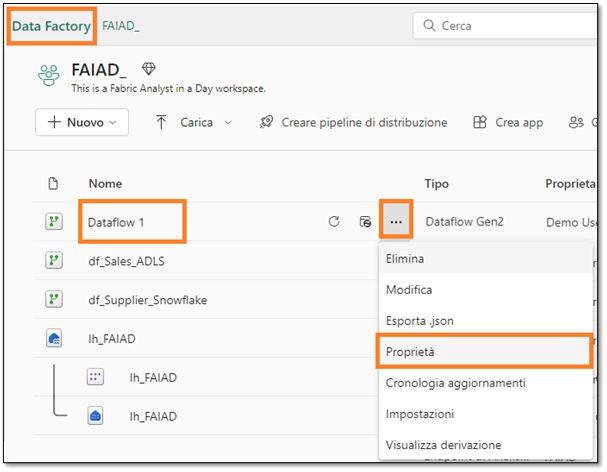 Data Factory FAIAD_ Cerca
FAIAD_
This is a Fabric Analyst in a Day workspace.
Nuovo Carica Creare pipeline di distribuzione Crea app
Nome Tipo Proprieta
Dataflow 1 ... Dataflow Gen2 Demo Use
Elimina
df_Sales_ADLS
Modifica
df_Supplier_Snowflake
Esporta .json
lh_FAIAD
Proprietà
lh_FAIAD
Cronologia aggiornamenti
lh_FAIAD
Impostazioni
Visualizza derivazione